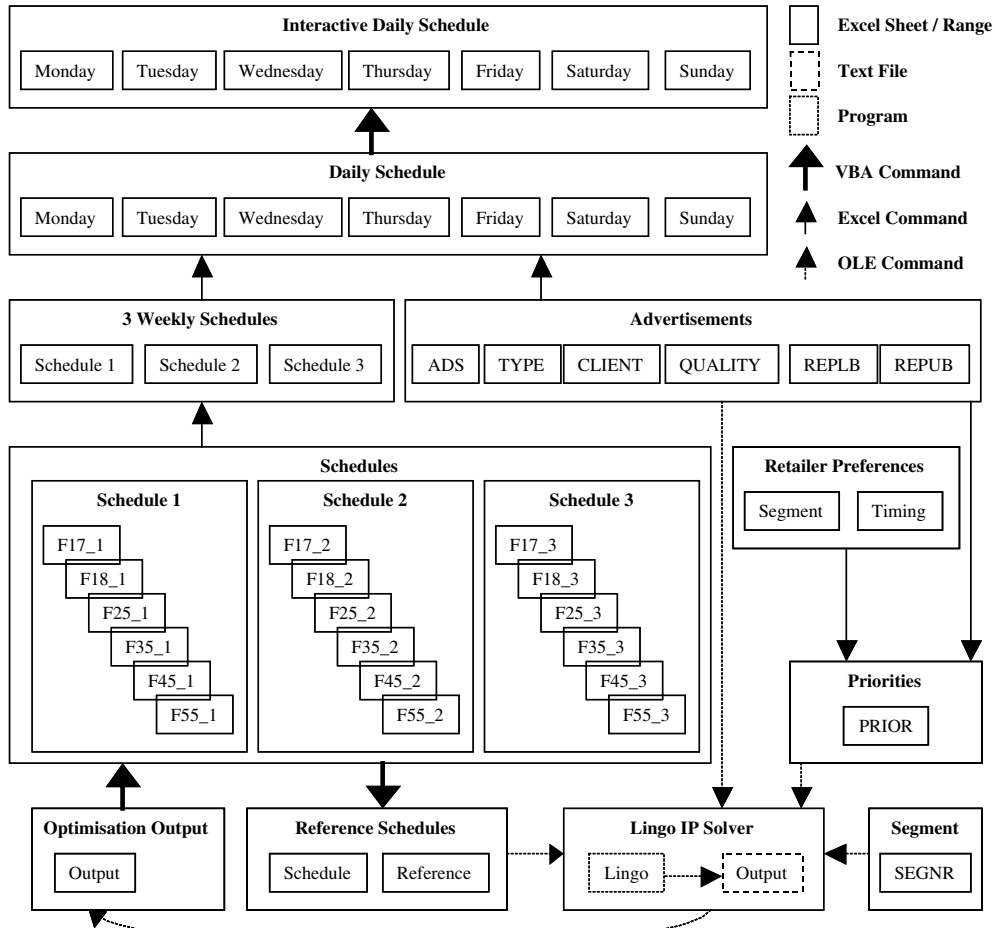 Interactive Daily Schedule
Monday Tuesday Wednesday Thursday Friday Saturday Sunday
Excel Sheet / Range
Text File
Program
VBA Command
Excel Command
OLE Command
Daily Schedule
Monday Tuesday Wednesday Thursday Friday Saturday Sunday
3 Weekly Schedules
Schedule 1 Schedule 2 Schedule 3
Advertisements
ADS TYPE CLIENT QUALITY REPLB REPUB
Schedules
Schedule 1
F17_1
F18_1
F25_1
F35_1
F45_1
F55_1
Schedule 2
F17_2
F18_2
F25_2
F35_2
F45_2
F55_2
Schedule 3
F17_3
F18_3
F25_3
F35_3
F45_3
F55_3
Retailer Preferences
Segment Timing
Priorities
PRIOR
Optimisation Output
Output
Reference Schedules
Schedule Reference
Lingo IP Solver
Lingo Output
Segment
SEGNR